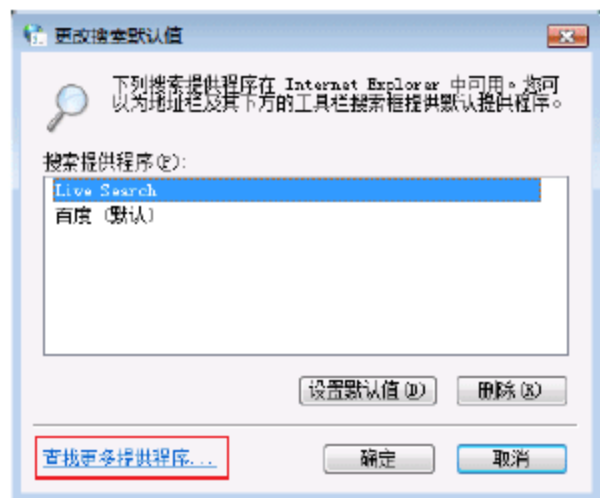 更改搜索默认值
下列搜索提供程序在 Internet Explorer 中可用。您可
以为地址栏及其下方的工具栏搜索框提供默认提供程序。
搜索提供程序(P):
Live Search
百度 (默认)
设置默认值(D)
删除(R)
查找更多提供程序...
确定
取消